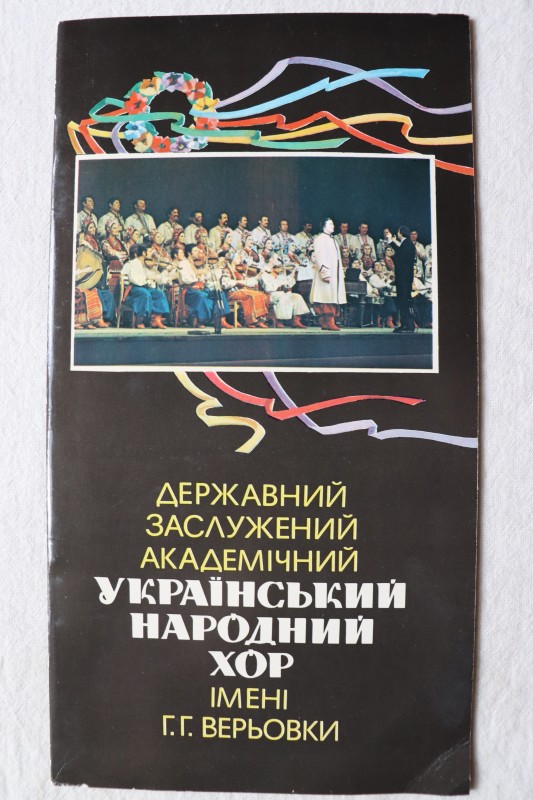 ДЕРЖАВНИЙ
ЗАСЛУЖЕНИЙ
АКАДЕМІЧНИЙ
УКРАЇНСЬКИЙ
НАРОДНИЙ
ХОР
ІМЕНІ
Г. Г. ВЕРЬОВКИ